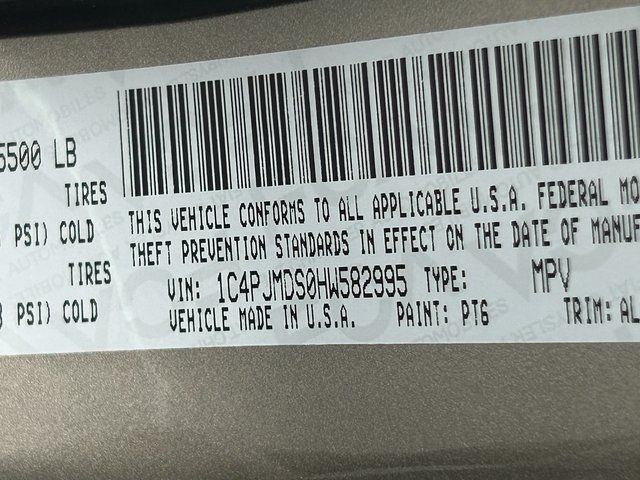 5500 LB
TIRES
PSI) COLD
TIRES
PSI) COLD
THIS VEHICLE CONFORMS TO ALL APPLICABLE U.S.A. FEDERAL MO
THEFT PREVENTION STANDARDS IN EFFECT ON THE DATE OF MANUF
VIN: 1C4PJMDS0HW582995 TYPE: MPV
VEHICLE MADE IN U.S.A. PAINT: PT6 TRIM: AL